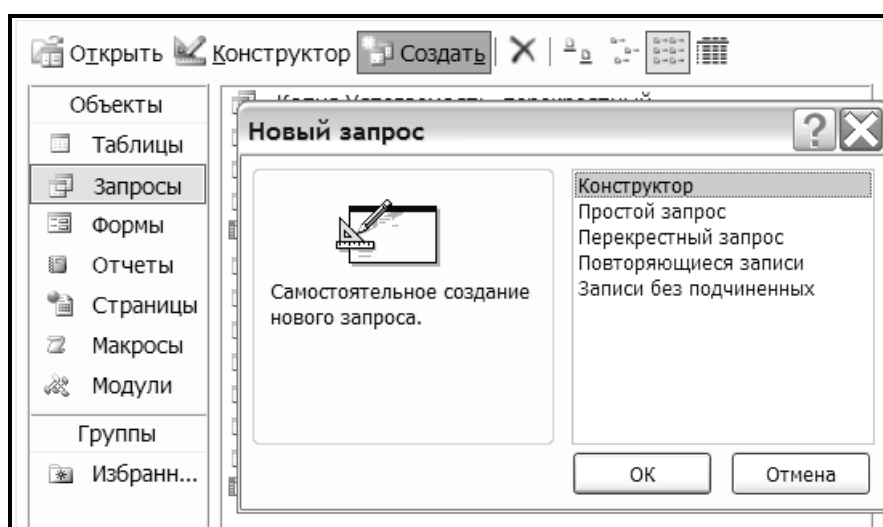 Открыть Конструктор Создать
Объекты
Таблицы
Запросы
Формы
Отчеты
Страницы
Макросы
Модули
Группы
Избранн...
Новый запрос
Самостоятельное создание
нового запроса.
Конструктор
Простой запрос
Перекрестный запрос
Повторяющиеся записи
Записи без подчиненных
ОК Отмена